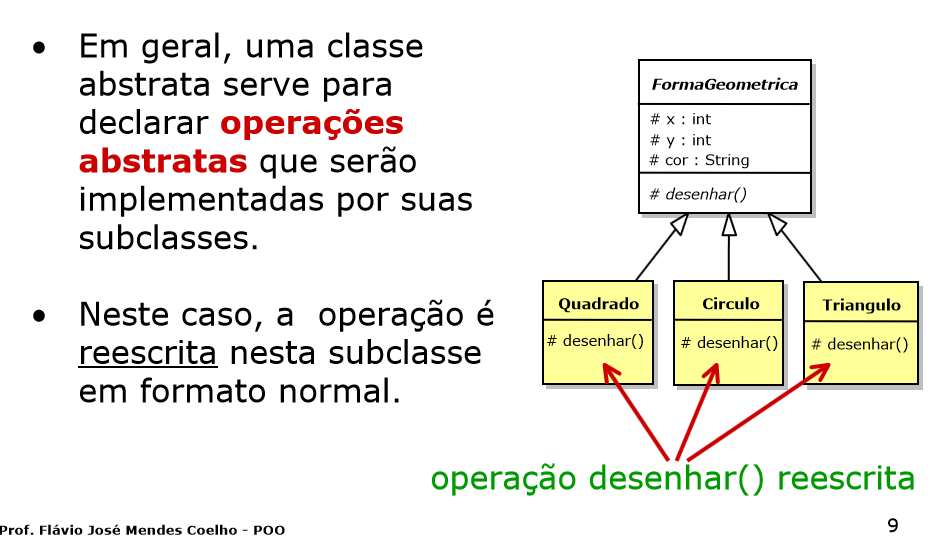 • Em geral, uma classe
abstrata serve para
declarar operações
abstratas que serão
implementadas por suas
subclasses.
• Neste caso, a  operação é
reescrita nesta subclasse
em formato normal.
FormaGeometrica
# x : int
# y : int
# cor : String
# desenhar()
Quadrado
# desenhar()
Circulo
# desenhar()
Triangulo
# desenhar()
operação desenhar() reescrita
Prof. Flávio José Mendes Coelho - POO
9